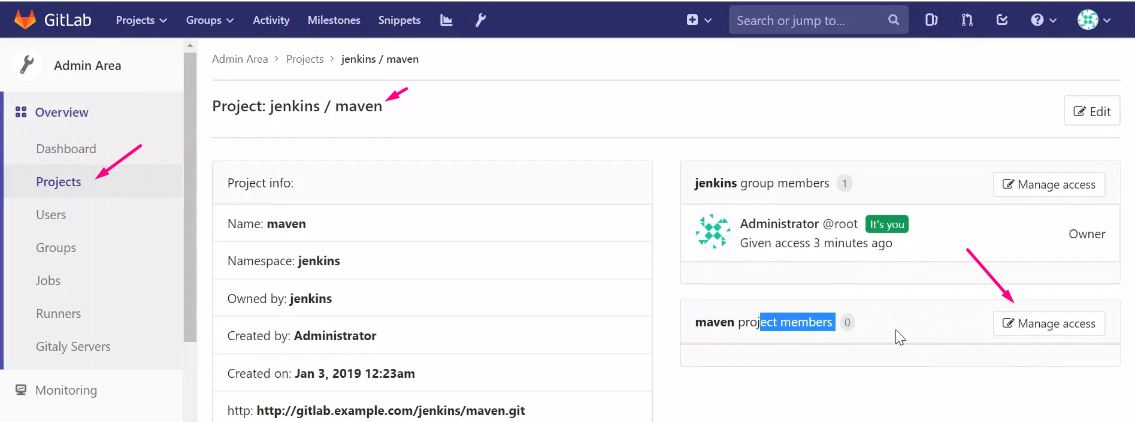 GitLab Projects Groups Activity Milestones Snippets Search or jump to...
Admin Area
Admin Area > Projects > jenkins / maven
Overview
Dashboard
Projects
Users
Groups
Jobs
Runners
Gitaly Servers
Monitoring
Project: jenkins / maven
Edit
Project info:
Name: maven
Namespace: jenkins
Owned by: jenkins
Created by: Administrator
Created on: Jan 3, 2019 12:23am
http: http://gitlab.example.com/jenkins/maven.git
jenkins group members 1
Manage access
Administrator @root It's you
Given access 3 minutes ago
Owner
maven project members 0
Manage access